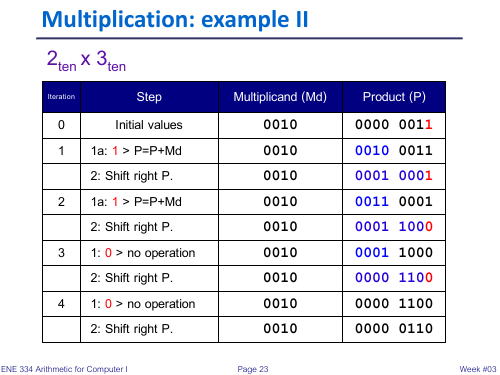 Multiplication: example II
2ten x 3ten
Iteration Step Multiplicand (Md) Product (P)
0 Initial values 0010 0000 0011
1 1a: 1 > P=P+Md 0010 0010 0011
2: Shift right P. 0010 0001 0001
2 1a: 1 > P=P+Md 0010 0011 0001
2: Shift right P. 0010 0001 1000
3 1: 0 > no operation 0010 0001 1000
2: Shift right P. 0010 0000 1100
4 1: 0 > no operation 0010 0000 1100
2: Shift right P. 0010 0000 0110
ENE 334 Arithmetic for Computer I Page 23 Week #03